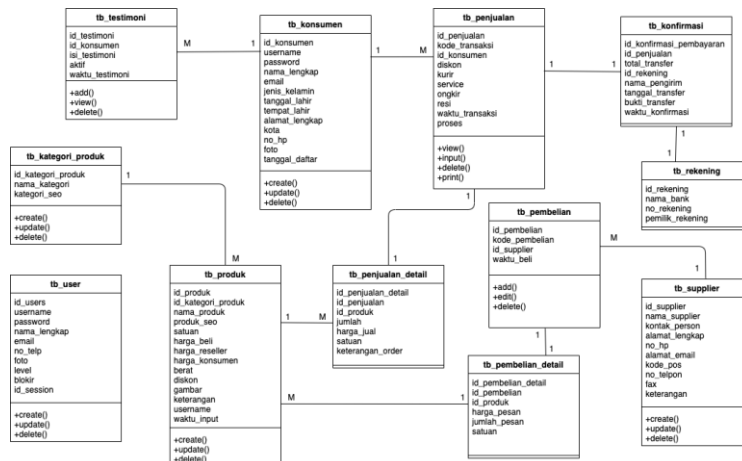 tb_testimoni
id_testimoni
id_konsumen
isi_testimoni
aktif
waktu_testimoni
+add()
+view()
+delete()
M
1
tb_konsumen
id_konsumen
username
password
nama_lengkap
email
jenis_kelamin
tanggal_lahir
tempat_lahir
alamat_lengkap
kota
no_hp
foto
tanggal_daftar
+create()
+update()
+delete()
1
M
tb_penjualan
id_penjualan
kode_transaksi
id_konsumen
diskon
kurir
service
ongkir
resi
waktu_transaksi
proses
+view()
+input()
+delete()
+print()
1
1
tb_konfirmasi
id_konfirmasi_pembayaran
id_penjualan
total_transfer
id_rekening
nama_pengirim
tanggal_transfer
bukti_transfer
waktu_konfirmasi
1
1
tb_rekening
id_rekening
nama_bank
no_rekening
pemilik_rekening
tb_kategori_produk
id_kategori_produk
nama_kategori
kategori_seo
+create()
+update()
+delete()
1
M
1
1
tb_pembelian
id_pembelian
kode_pembelian
id_supplier
waktu_beli
+add()
+edit()
+delete()
M
1
tb_user
id_users
username
password
nama_lengkap
email
no_telp
foto
level
blokir
id_session
+create()
+update()
+delete()
tb_produk
id_produk
id_kategori_produk
nama_produk
produk_seo
satuan
harga_beli
harga_reseller
harga_konsumen
berat
diskon
gambar
keterangan
username
waktu_input
+create()
+update()
+delete()
1
M
tb_penjualan_detail
id_penjualan_detail
id_penjualan
id_produk
jumlah
harga_jual
satuan
keterangan_order
tb_supplier
id_supplier
nama_supplier
kontak_person
alamat_lengkap
no_hp
alamat_email
kode_pos
no_telpon
fax
keterangan
+create()
+update()
+delete()
1
1
tb_pembelian_detail
id_pembelian_detail
id_pembelian
id_produk
harga_pesan
jumlah_pesan
satuan
M
1